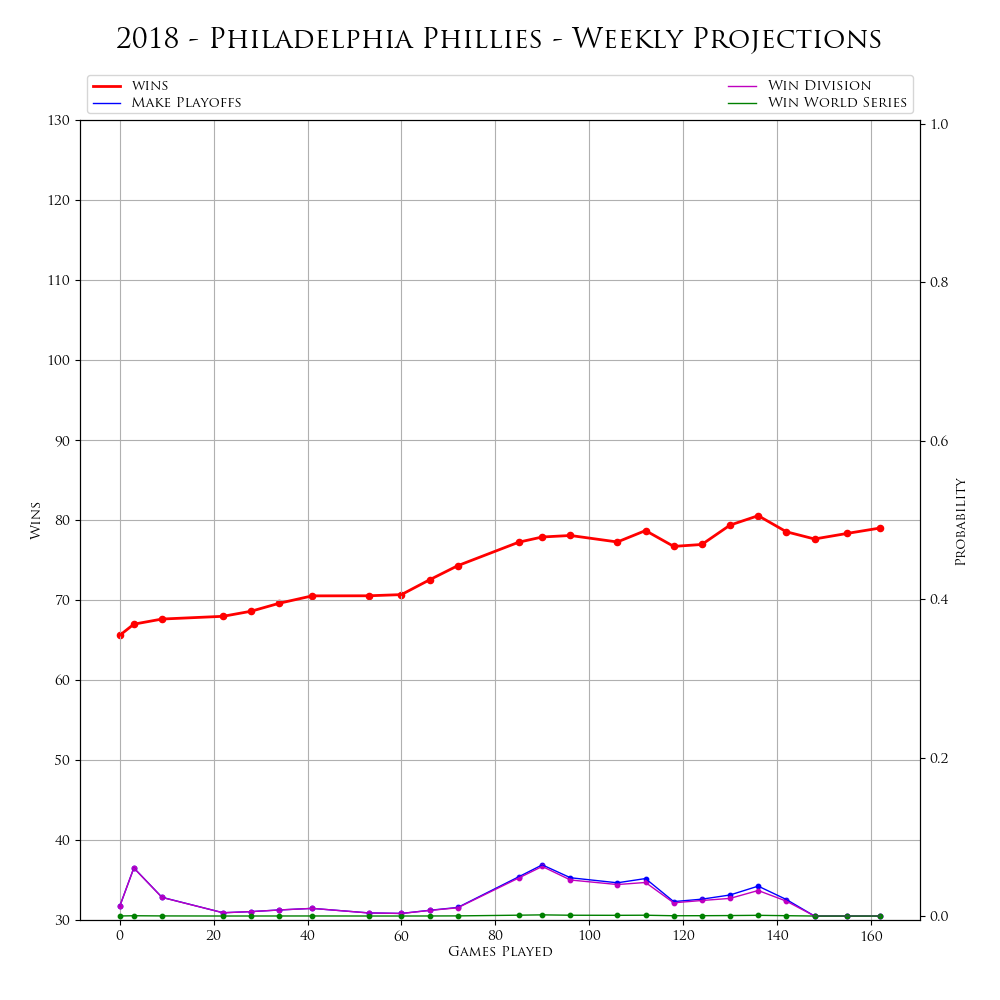 2018 - Philadelphia Phillies - Weekly Projections
wins
Make Playoffs
Win Division
Win World Series
130
120
110
100
90
80
70
60
50
40
30
Wins
1.0
0.8
0.6
0.4
0.2
0.0
Probability
0 20 40 60 80 100 120 140 160
Games Played